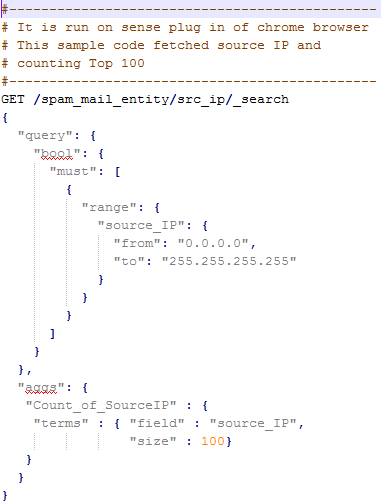 #----------------------------------------------
# It is run on sense plug in of chrome browser
# This sample code fetched source IP and
# counting Top 100
#----------------------------------------------
GET /spam_mail_entity/src_ip/_search
{
  "query": {
    "bool": {
      "must": [
        {
          "range": {
            "source_IP": {
              "from": "0.0.0.0",
              "to": "255.255.255.255"
            }
          }
        }
      ]
    }
  },
  "aggs": {
   "Count_of_SourceIP" : {
    "terms" : { "field" : "source_IP",
                "size" : 100}
   }
  }
}